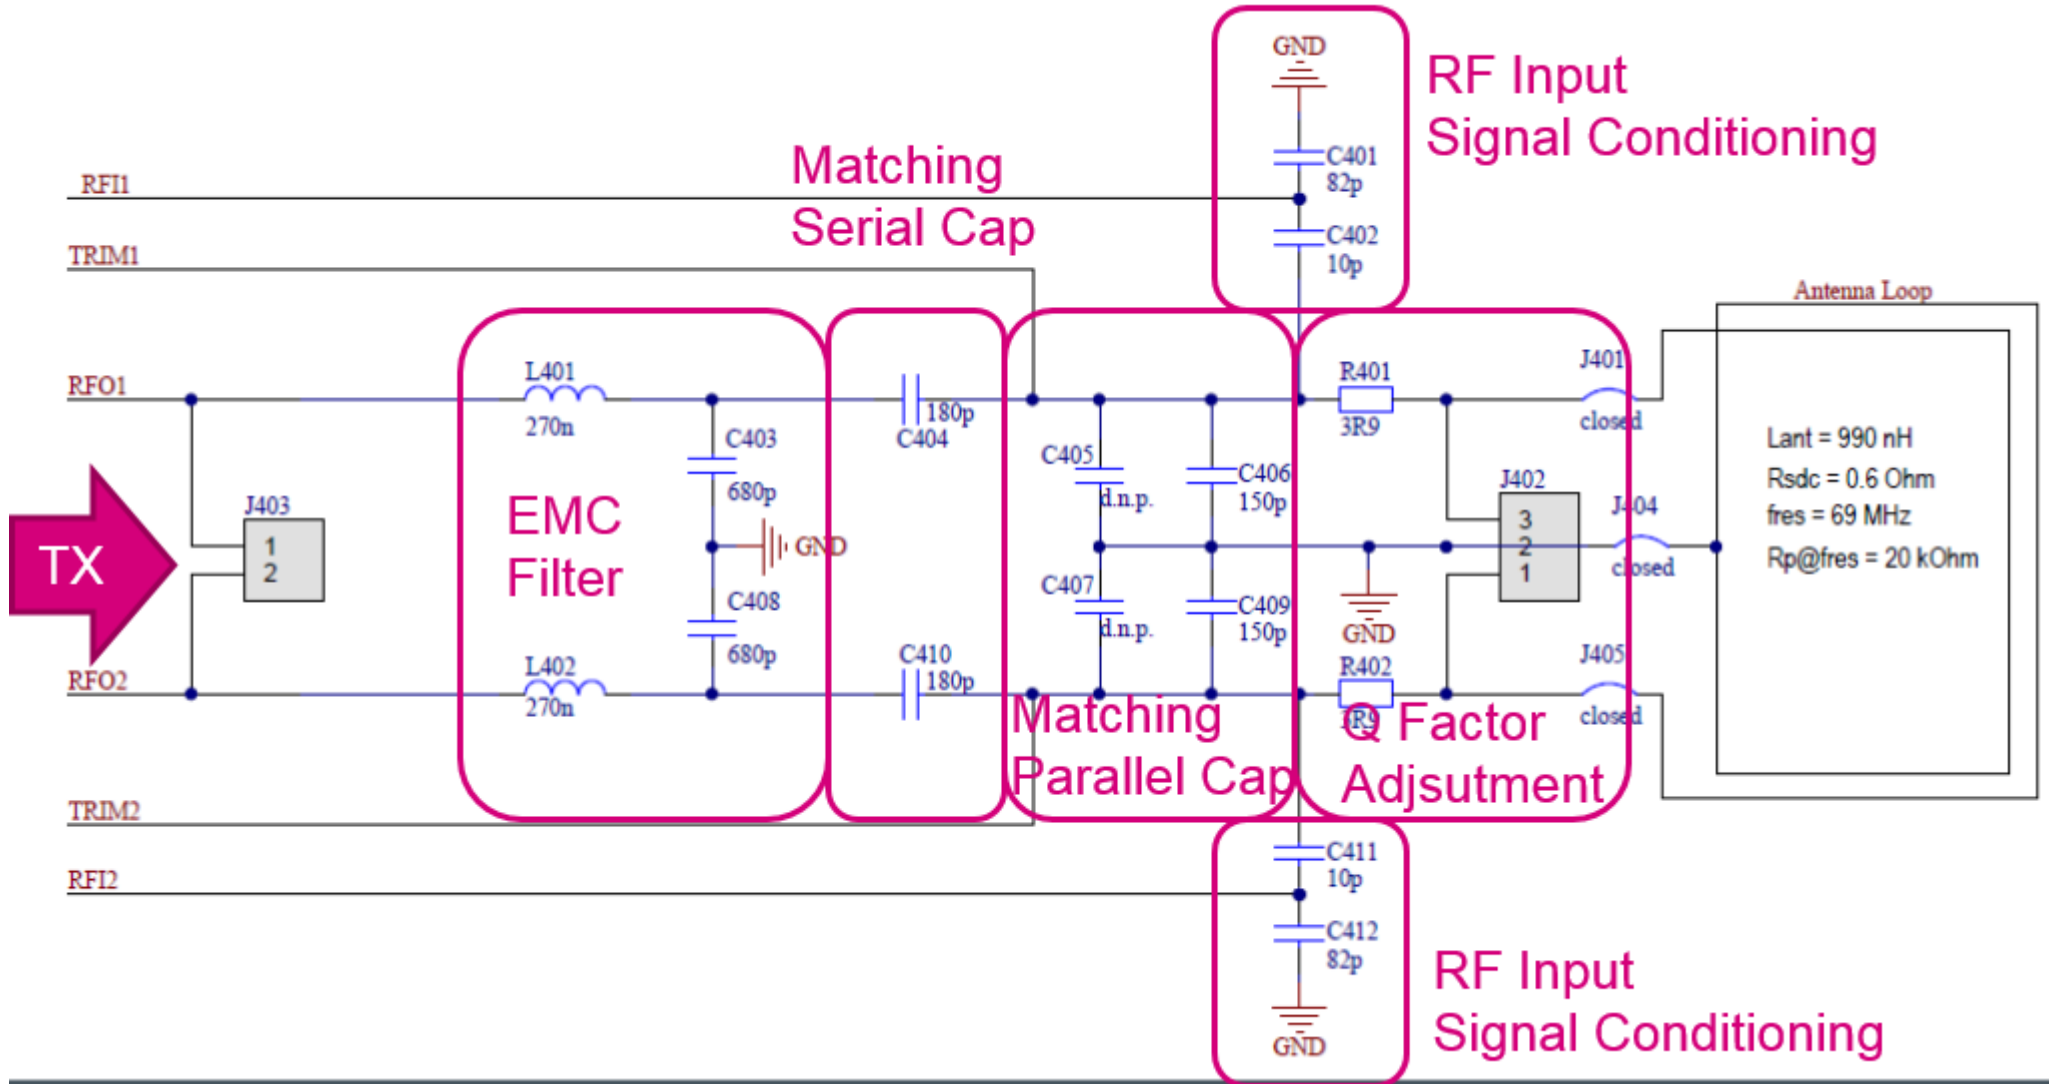 GND
RF Input
Signal Conditioning
C401
82p
Matching
Serial Cap
RFI1
C402
10p
TRIM1
Antenna Loop
L401
270n
RFO1
C403
680p
180p
C404
C405
d.n.p.
C406
150p
R401
3R9
J401
closed
Lant = 990 nH
Rsdc = 0.6 Ohm
fres = 69 MHz
Rp@fres = 20 kOhm
J402
3
2
1
J404
closed
J403
1
2
TX
EMC
Filter
GND
C407
d.n.p.
C408
680p
C409
150p
GND
L402
270n
RFO2
C410
180p
R402
3R9
J405
closed
Matching
Parallel Cap
Q Factor
Adjsutment
TRIM2
RFI2
C411
10p
C412
82p
GND
RF Input
Signal Conditioning